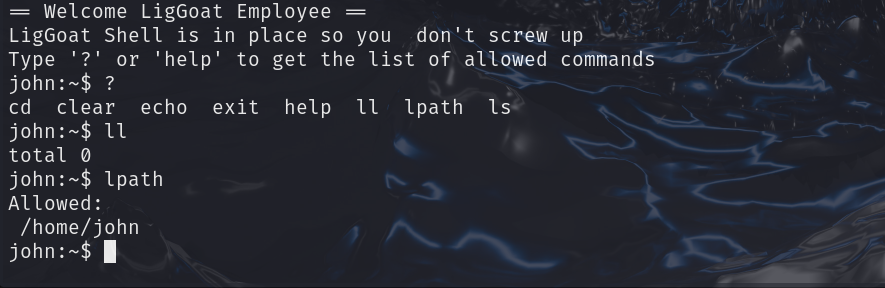 == Welcome LigGoat Employee ==
LigGoat Shell is in place so you  don't screw up
Type '?' or 'help' to get the list of allowed commands
john:~$ ?
cd  clear  echo  exit  help  ll  lpath  ls
john:~$ ll
total 0
john:~$ lpath
Allowed:
 /home/john
john:~$